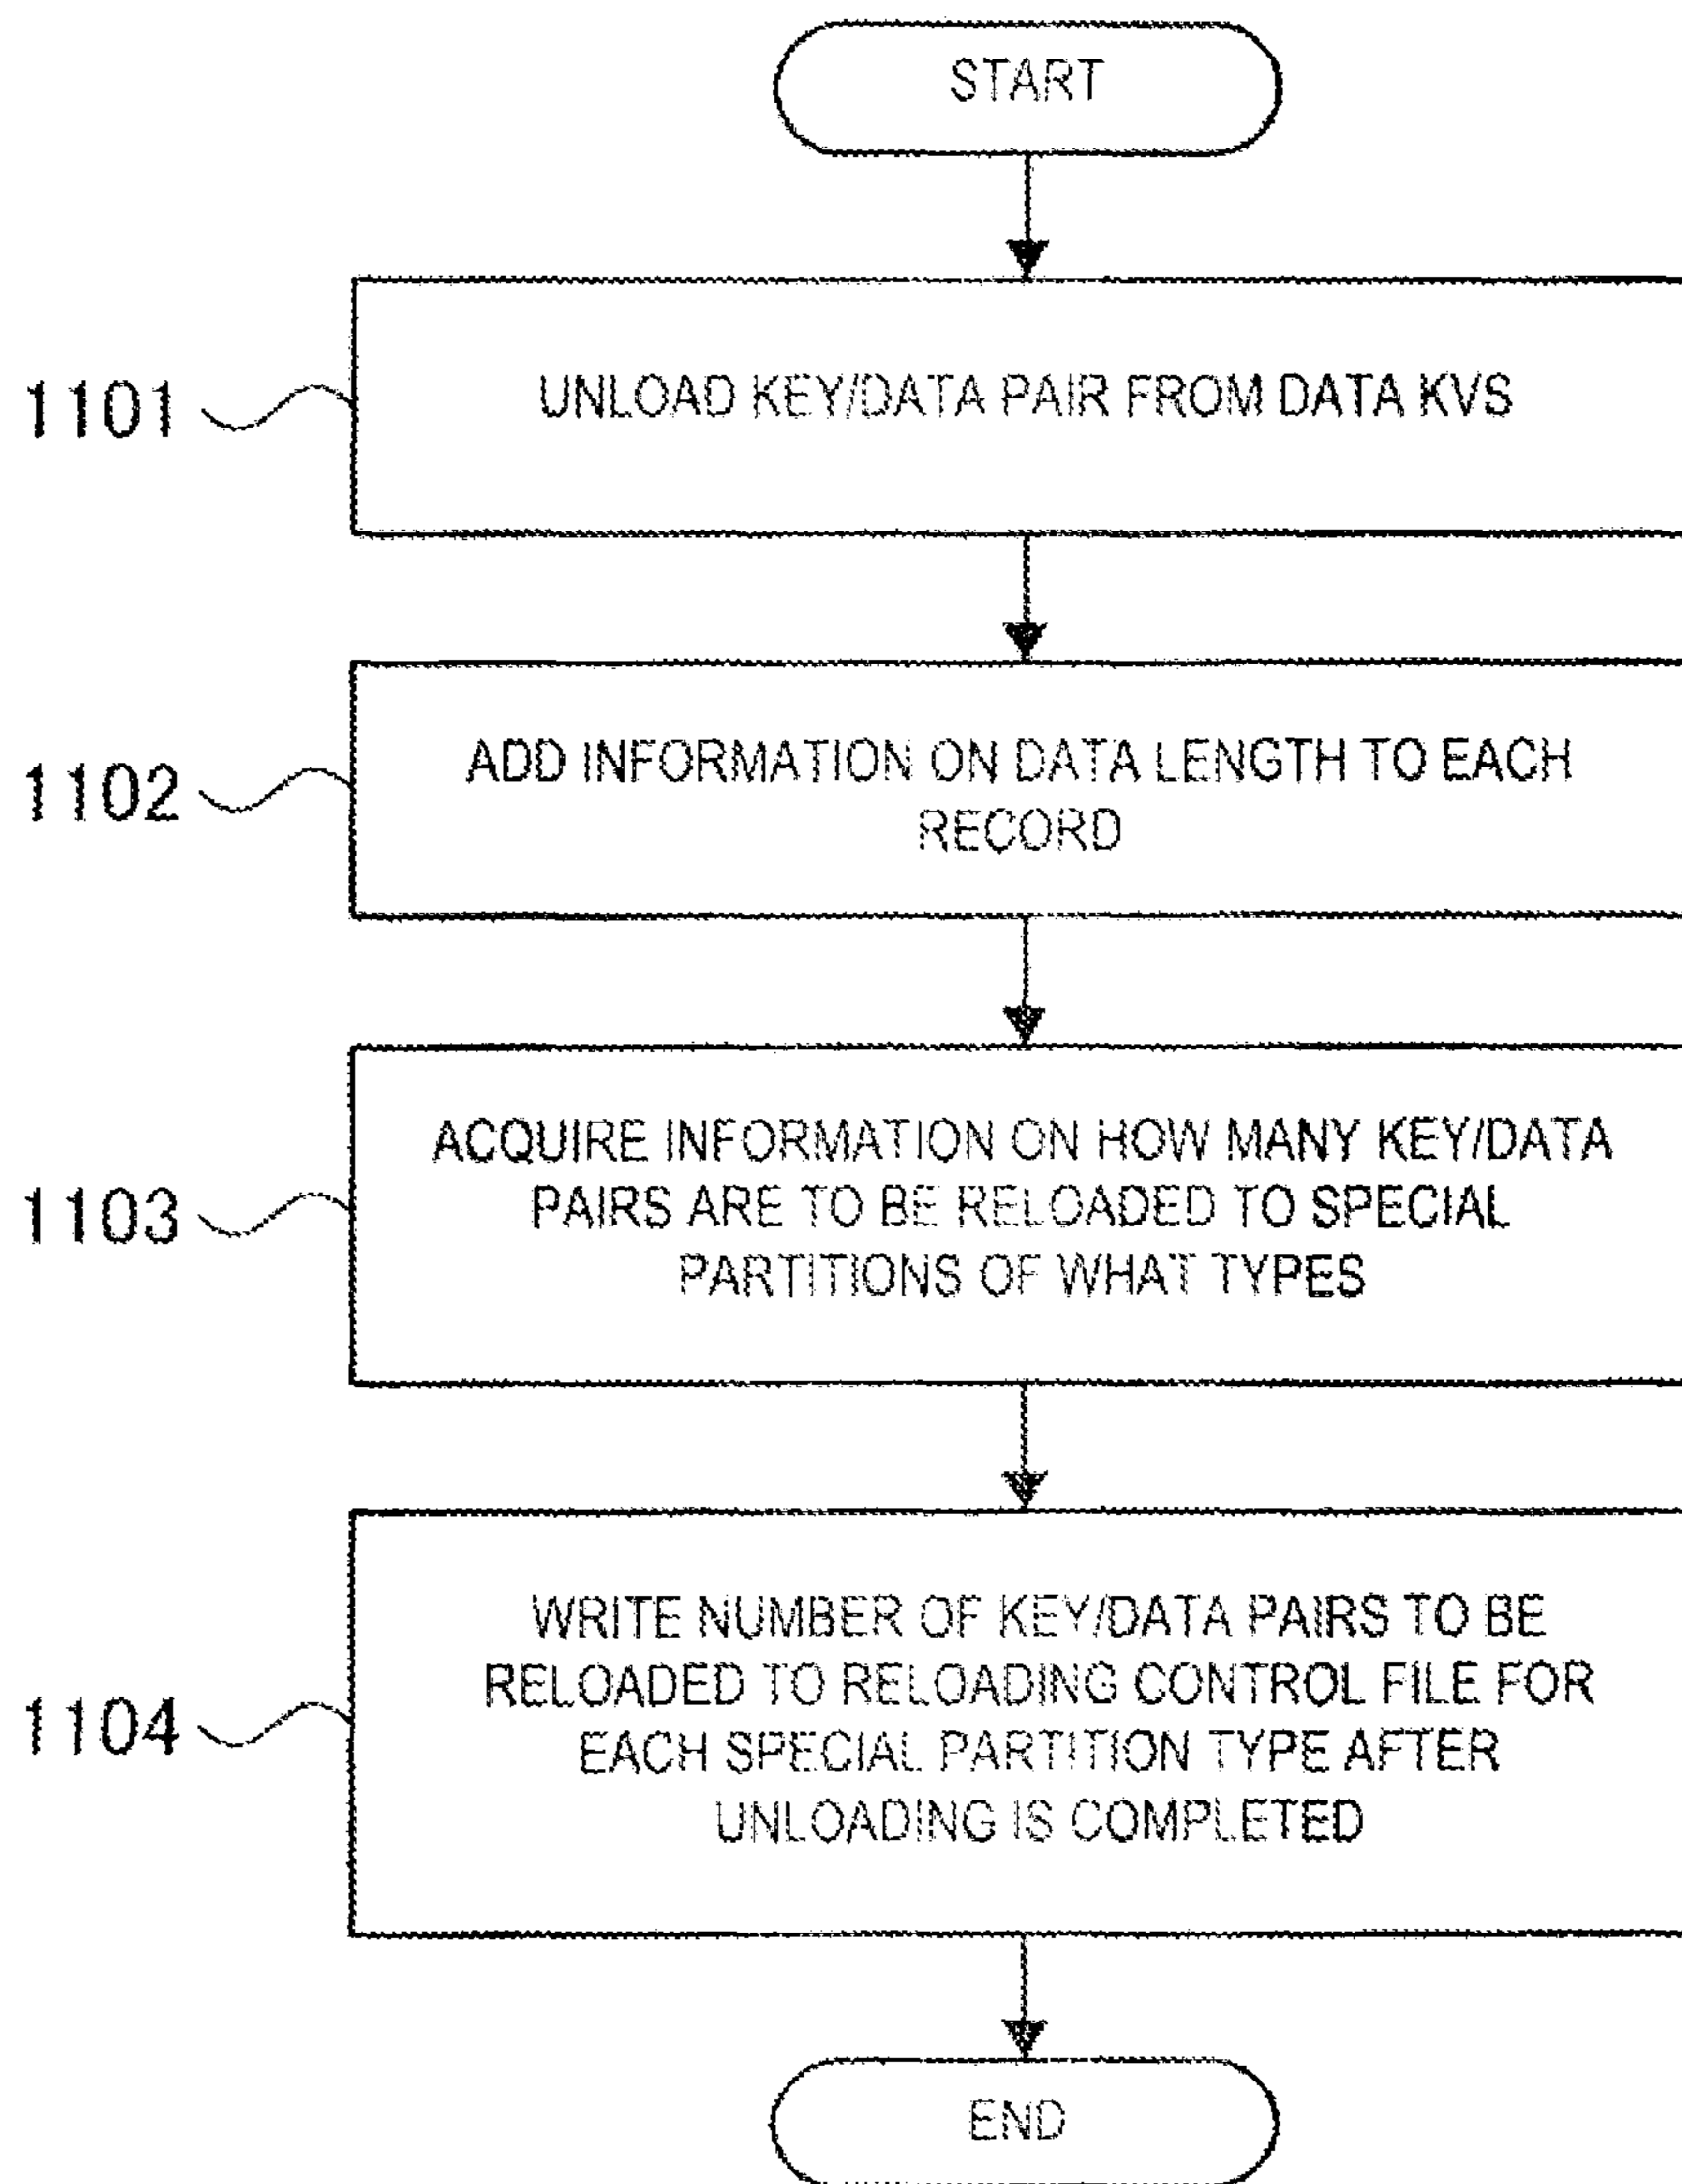 START
1101
UNLOAD KEY/DATA PAIR FROM DATA KVS
1102
ADD INFORMATION ON DATA LENGTH TO EACH
RECORD
1103
ACQUIRE INFORMATION ON HOW MANY KEY/DATA
PAIRS ARE TO BE RELOADED TO SPECIAL
PARTITIONS OF WHAT TYPES
1104
WRITE NUMBER OF KEY/DATA PAIRS TO BE
RELOADED TO RELOADING CONTROL FILE FOR
EACH SPECIAL PARTITION TYPE AFTER
UNLOADING IS COMPLETED
END